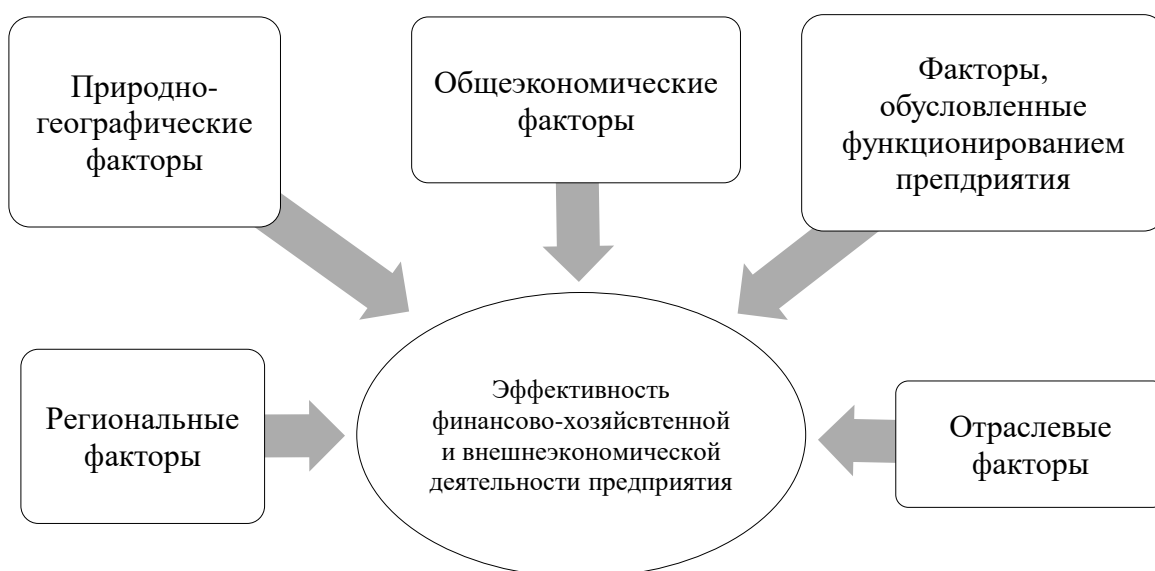 Природно-
географические
факторы
Общеэкономические
факторы
Факторы,
обусловленные
функционированием
препдриятия
Региональные
факторы
Эффективность
финансово-хозяйсвтенной
и внешнеэкономической
деятельности предприятия
Отраслевые
факторы